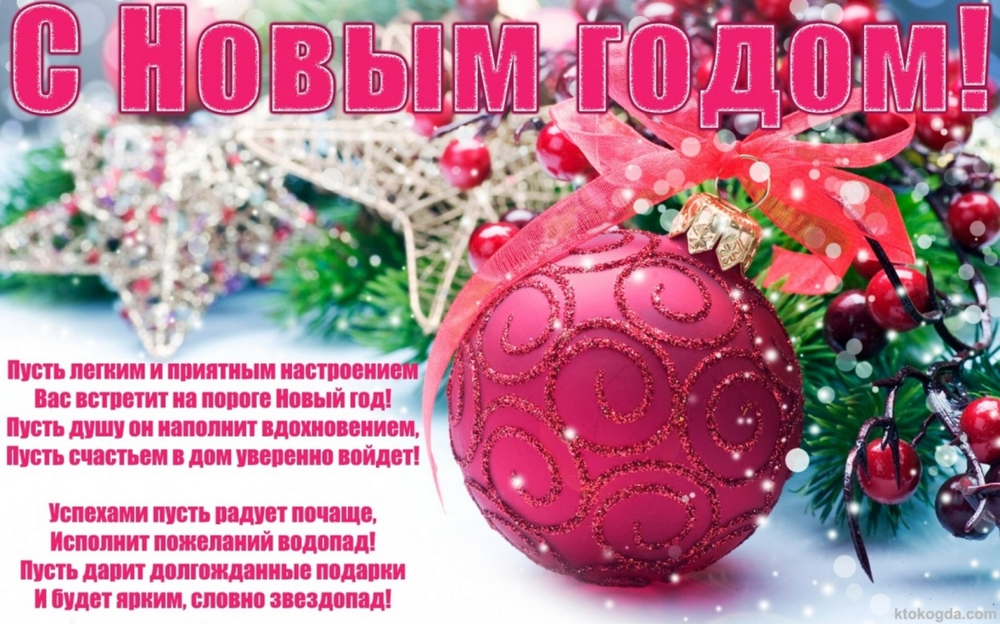 С Новым годом!
Пусть легким и приятным настроением
Вас встретит на пороге Новый год!
Пусть душу он наполнит вдохновением,
Пусть счастьем в дом уверенно войдет!
Успехами пусть радует почаще,
Исполнит пожеланий водопад!
Пусть дарит долгожданные подарки
И будет ярким, словно звездопад!
ktokogda.com